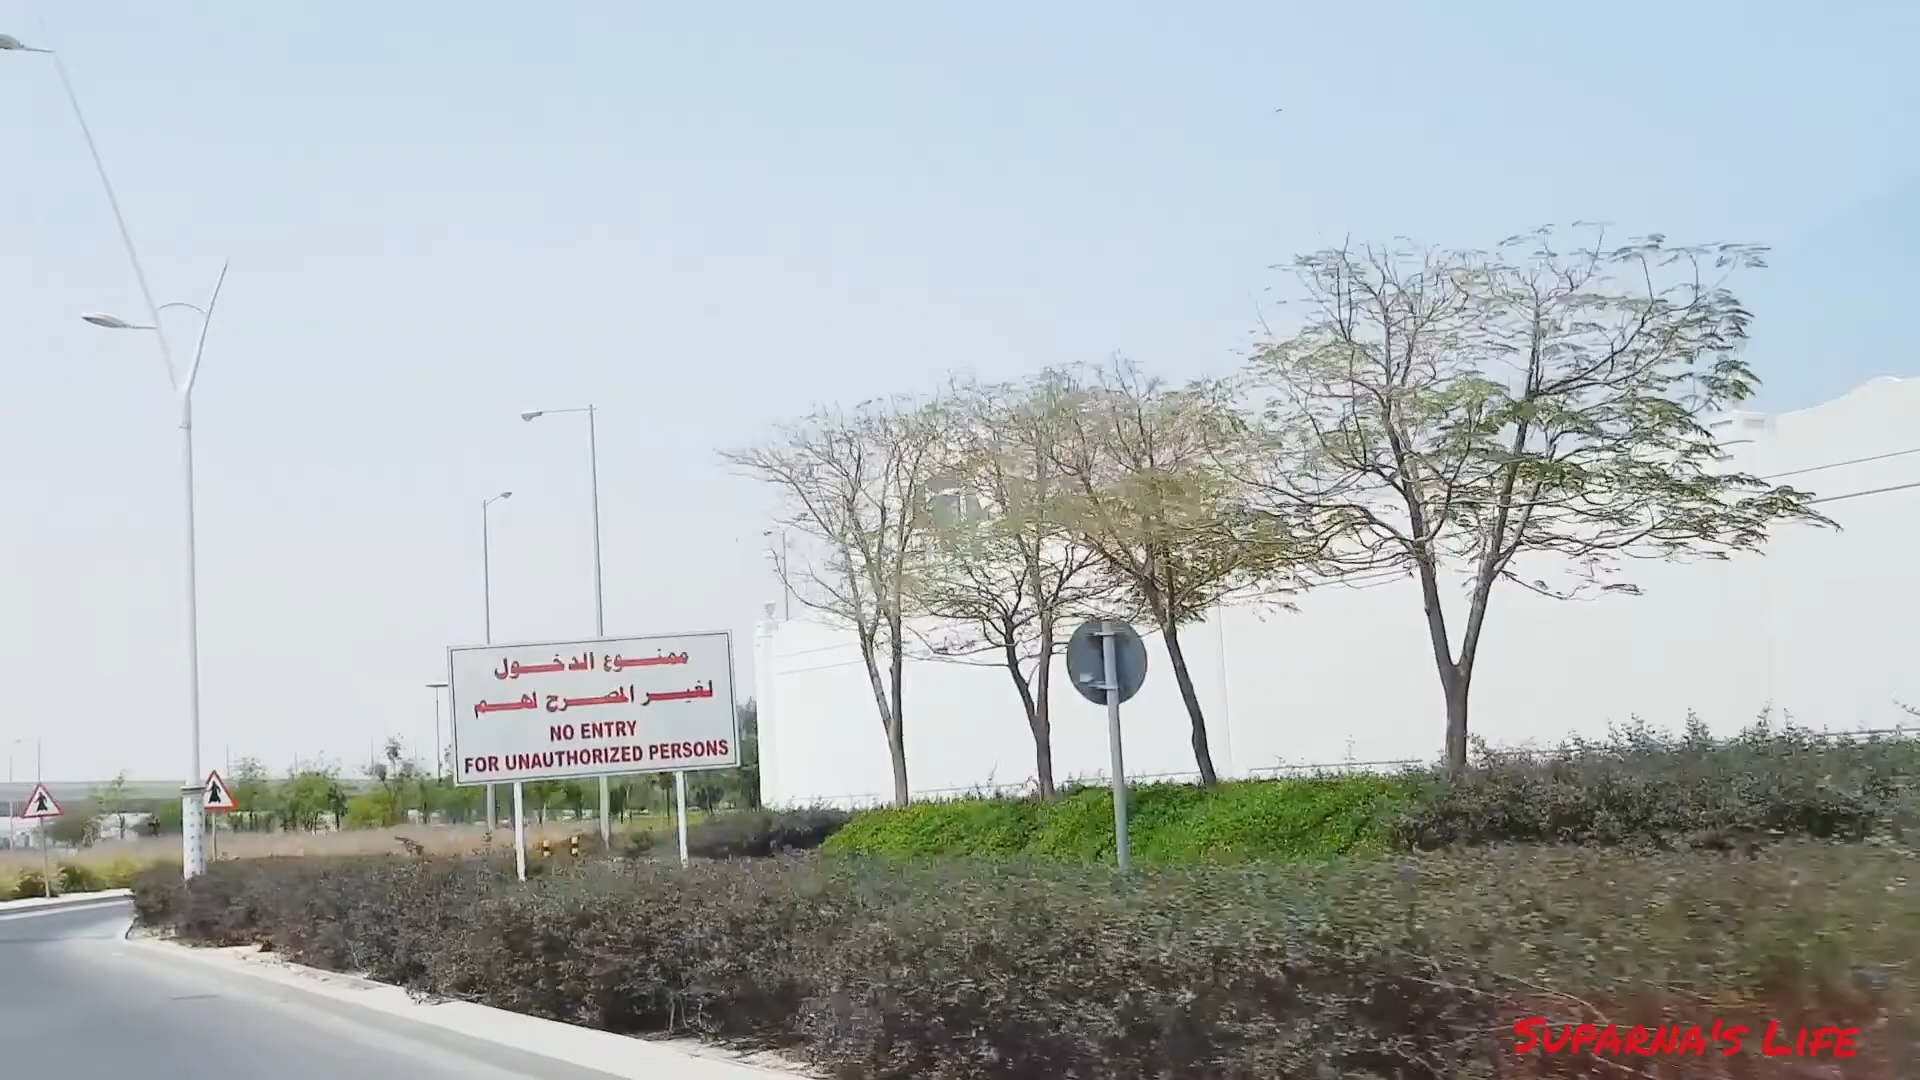 ممنوع الدخول
لغير المصرح لهم
NO ENTRY
FOR UNAUTHORIZED PERSONS
SUPARNA'S LIFE